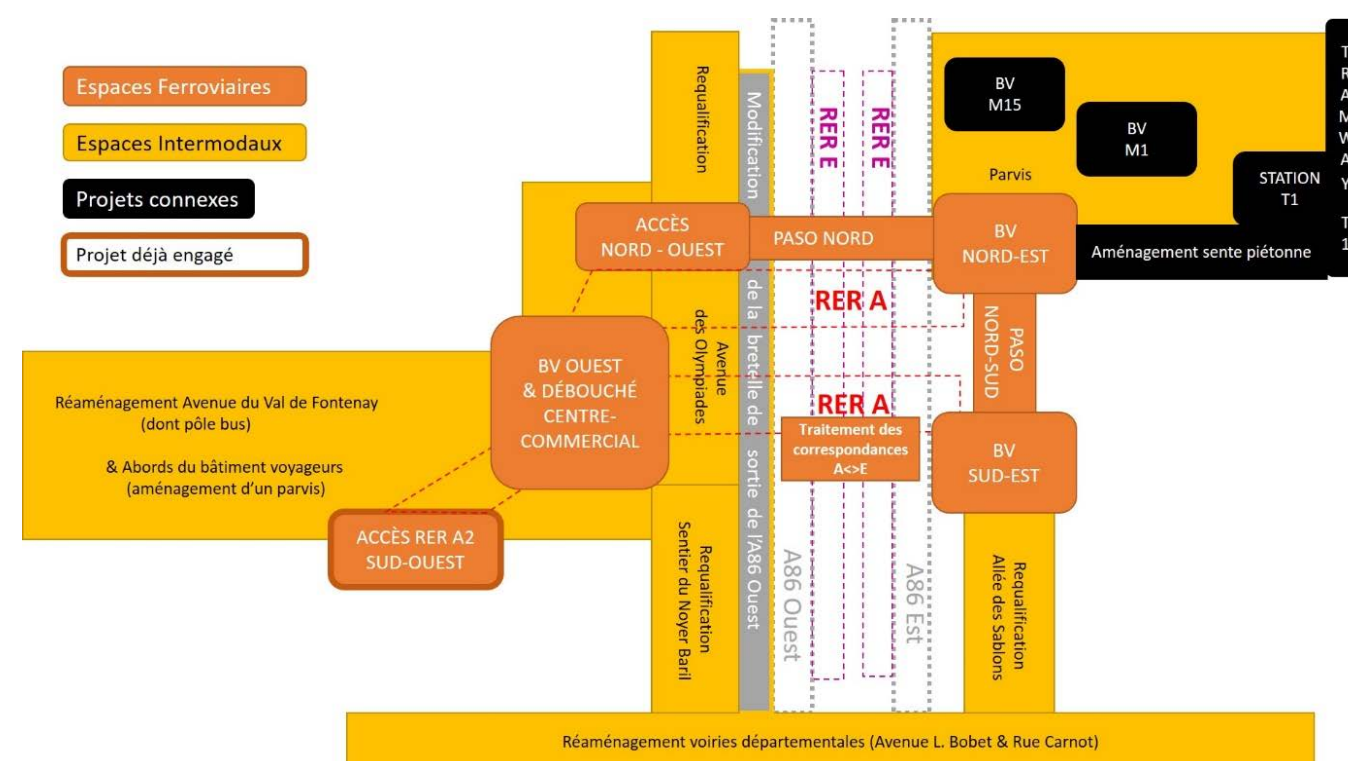 Espaces Ferroviaires
Espaces Intermodaux
Projets connexes
Projet déjà engagé
Requalification
Avenue
des Olympiades
Requalification
Sentier du Noyer Baril
Modification de la bretelle de sortie de l'A86 Ouest
A86 Ouest
RER E
RER E
A86 Est
BV
M15
BV
M1
STATION
T1
T
R
A
M
W
A
Y
T
1
Parvis
ACCÈS
NORD - OUEST
PASO NORD
BV
NORD-EST
Aménagement sente piétonne
RER A
PASO
NORD-SUD
BV OUEST
& DÉBOUCHÉ
CENTRE-
COMMERCIAL
RER A
Traitement des
correspondances
A<>E
BV
SUD-EST
Réaménagement Avenue du Val de Fontenay
(dont pôle bus)
& Abords du bâtiment voyageurs
(aménagement d'un parvis)
ACCÈS RER A2
SUD-OUEST
Requalification
Allée des Sablons
Réaménagement voiries départementales (Avenue L. Bobet & Rue Carnot)